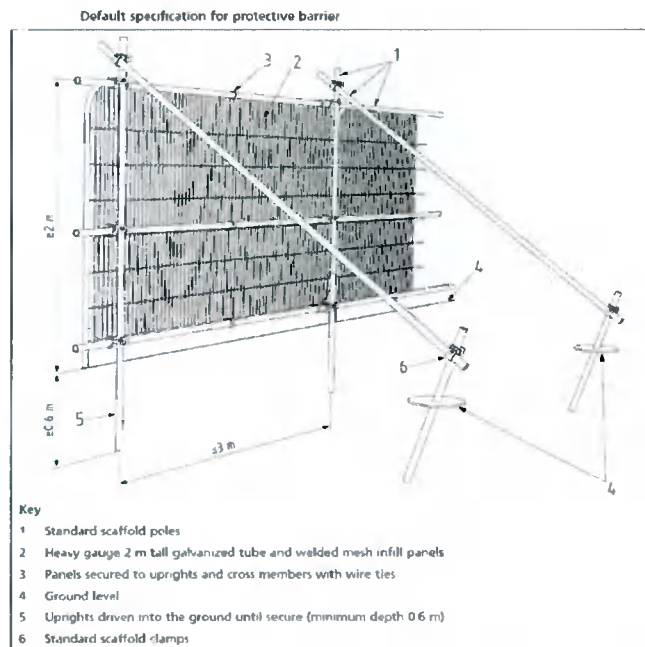 Default specification for protective barrier
3
2
1
≥2 m
4
6
≥0.6 m
5
≤3 m
4
Key
1 Standard scaffold poles
2 Heavy gauge 2 m tall galvanized tube and welded mesh infill panels
3 Panels secured to uprights and cross members with wire ties
4 Ground level
5 Uprights driven into the ground until secure (minimum depth 0.6 m)
6 Standard scaffold clamps